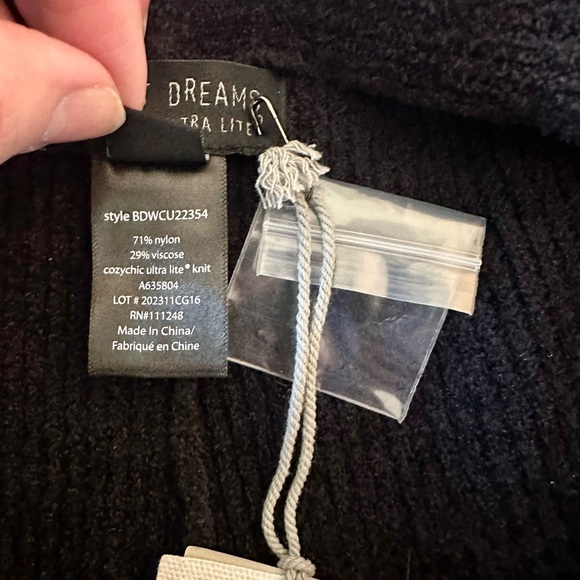 DREAMS
LITE
style BDWCU22354
71% nylon
29% viscose
cozychic ultra lite® knit
A635804
LOT # 202311CG16
RN#111248
Made In China/
Fabriqué en Chine